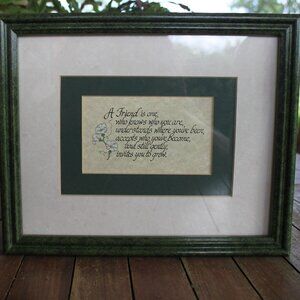 A Friend is one,
who knows who you are,
understands where you've been,
accepts who you've become,
and still gently,
invites you to grow.